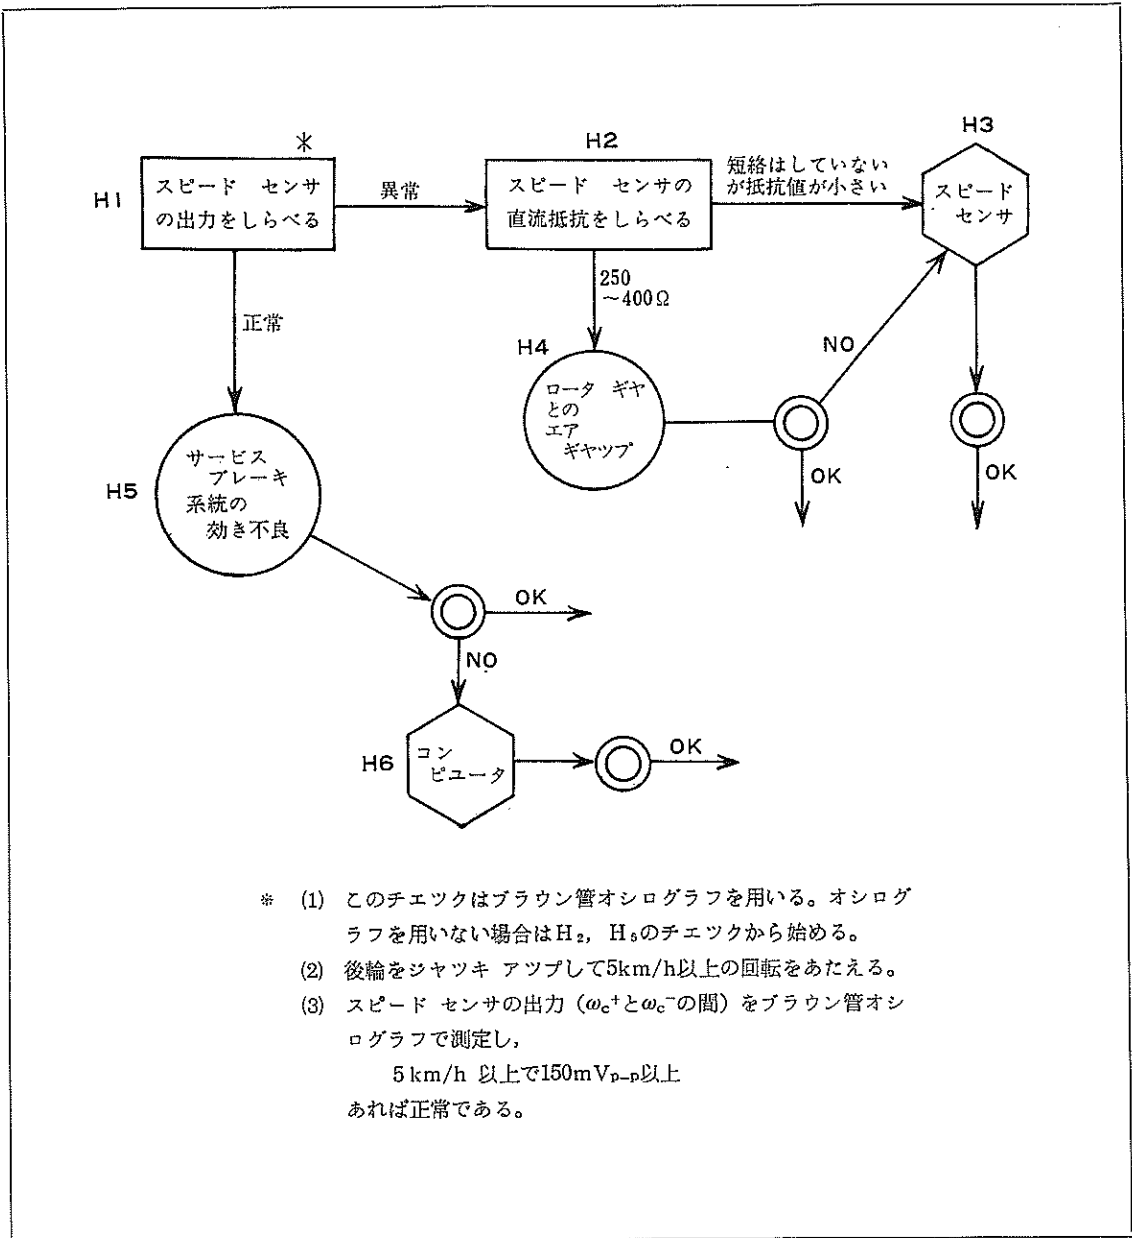 *
H1
スピード センサ
の出力をしらべる
異常
H2
スピード センサの
直流抵抗をしらべる
短絡はしていない
が抵抗値が小さい
H3
スピード
センサ
正常
250
～400Ω
H4
ロータ ギヤ
との
エア
ギヤツプ
NO
OK
OK
H5
サービス
ブレーキ
系統の
効き不良
OK
NO
H6
コン
ピユータ
OK
* (1) このチエツクはブラウン管オシログラフを用いる。オシログ
ラフを用いない場合はH₂, H₅のチエツクから始める。
(2) 後輪をジヤツキ アツプして5km/h以上の回転をあたえる。
(3) スピード センサの出力（ωc⁺とωc⁻の間）をブラウン管オシ
ログラフで測定し,
5km/h 以上で150mVp-p以上
あれば正常である。